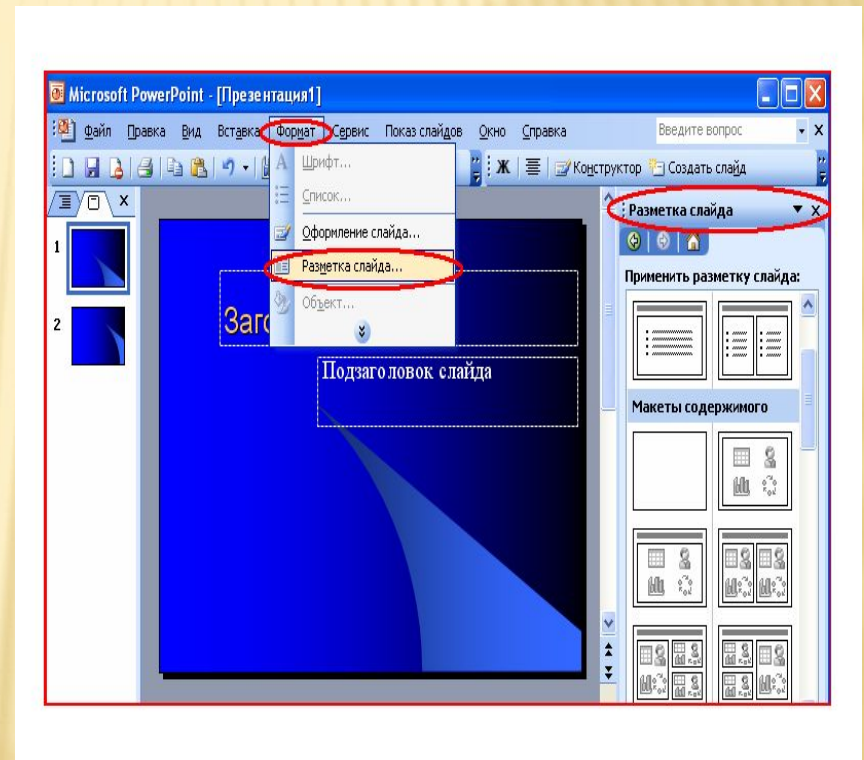 Microsoft PowerPoint - [Презентация1]
Файл Правка Вид Вставка Формат Сервис Показ слайдов Окно Справка Введите вопрос
Ж Конструктор Создать слайд
Шрифт...
Список...
Оформление слайда...
Разметка слайда...
Объект...
1
2
Заго
Подзаголовок слайда
Разметка слайда
Применить разметку слайда:
Макеты содержимого